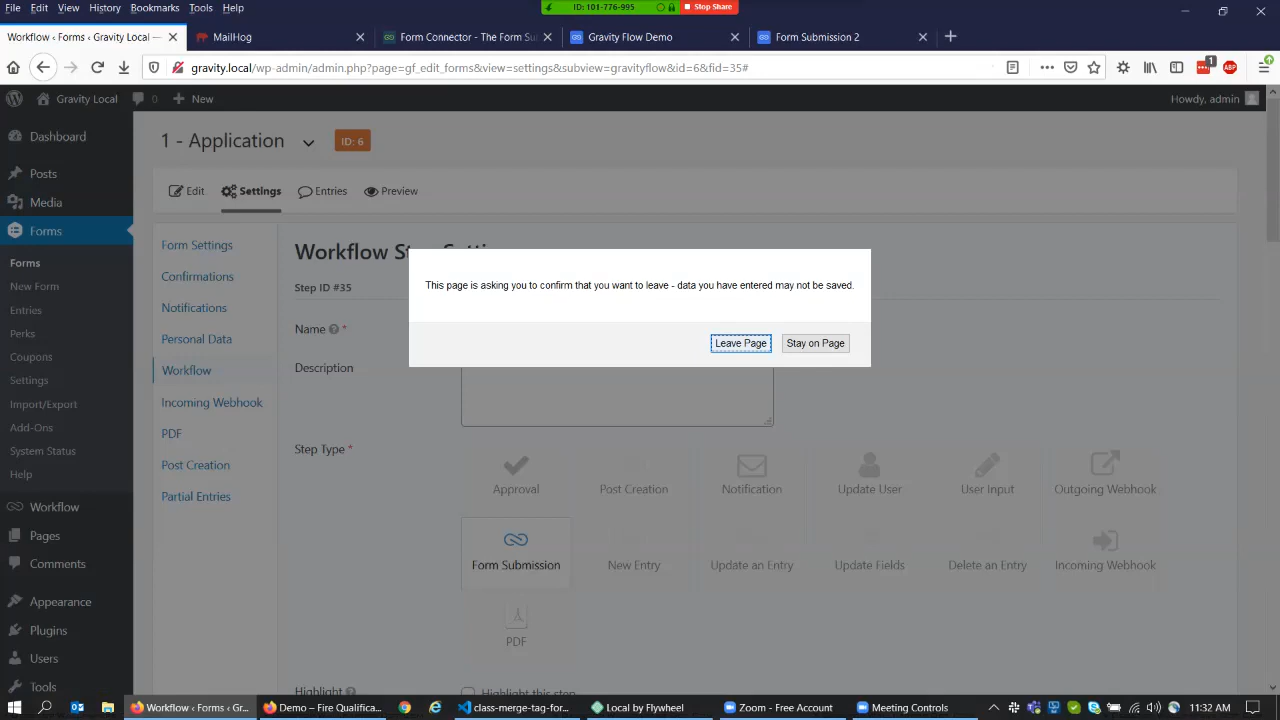 File Edit View History Bookmarks Tools Help
ID: 101-776-995 Stop Share
Workflow ‹ Forms ‹ Gravity Local —
MailHog
Form Connector - The Form Su
Gravity Flow Demo
Form Submission 2
gravity.local/wp-admin/admin.php?page=gf_edit_forms&view=settings&subview=gravityflow&id=6&fid=35#
1
ABP
Gravity Local 0 New Howdy, admin
Dashboard
Posts
Media
Forms
Forms
New Form
Entries
Perks
Coupons
Settings
Import/Export
Add-Ons
System Status
Help
Workflow
Pages
Comments
Appearance
Plugins
Users
Tools
1 - Application ID: 6
Edit Settings Entries Preview
Form Settings
Confirmations
Notifications
Personal Data
Workflow
Incoming Webhook
PDF
Post Creation
Partial Entries
Workflow
Step ID #35
Name *
Description
This page is asking you to confirm that you want to leave - data you have entered may not be saved.
Leave Page Stay on Page
Step Type *
Approval Post Creation Notification Update User User Input Outgoing Webhook
Form Submission New Entry Update an Entry Update Fields Delete an Entry Incoming Webhook
PDF
Highlight Highlight this step
Workflow ‹ Forms ‹ Gr... Demo – Fire Qualifica... class-merge-tag-for... Local by Flywheel Zoom - Free Account Meeting Controls 11:32 AM